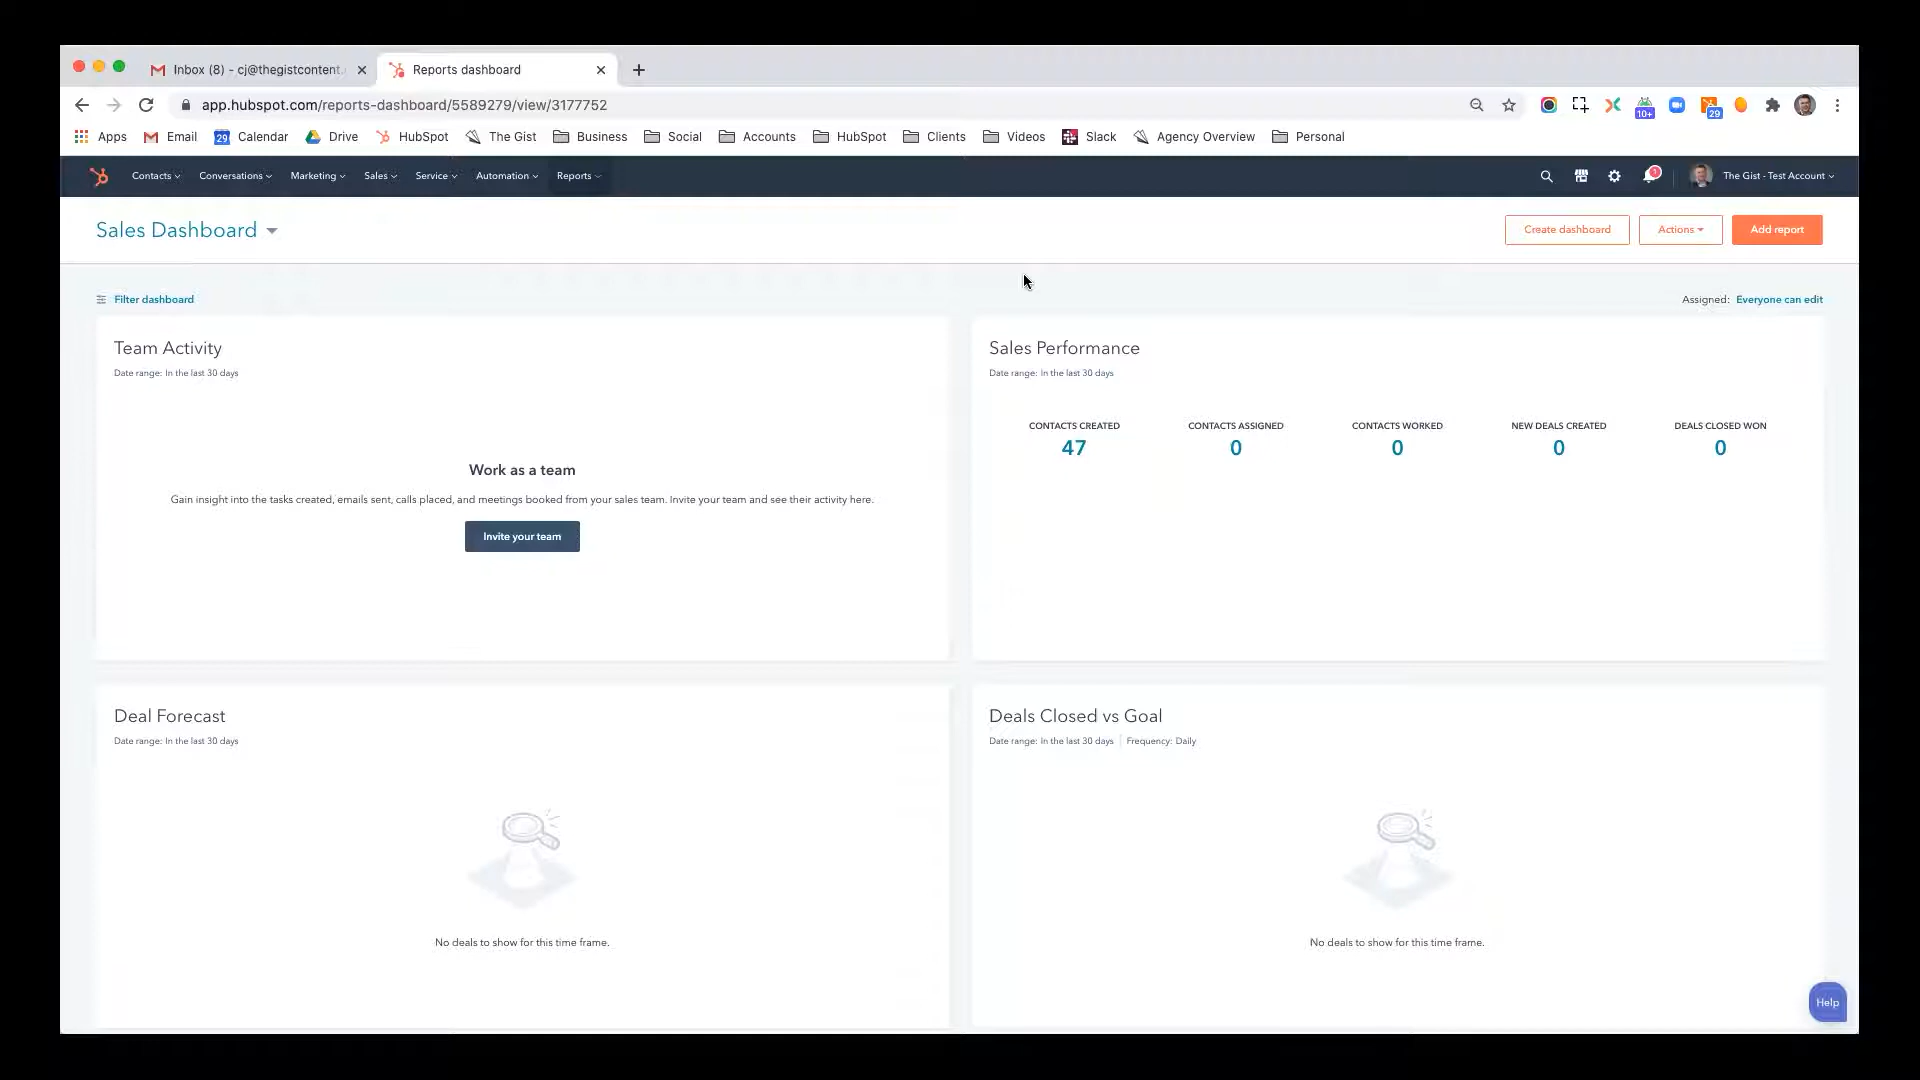 Inbox (8) - cj@thegistcontent.
Reports dashboard
app.hubspot.com/reports-dashboard/5589279/view/3177752
10+
29
Apps
Email
29
Calendar
Drive
HubSpot
The Gist
Business
Social
Accounts
HubSpot
Clients
Videos
Slack
Agency Overview
Personal
Contacts
Conversations
Marketing
Sales
Service
Automation
Reports
1
The Gist - Test Account
Sales Dashboard
Create dashboard
Actions
Add report
Filter dashboard
Assigned: Everyone can edit
Team Activity
Date range: In the last 30 days
Work as a team
Gain insight into the tasks created, emails sent, calls placed, and meetings booked from your sales team. Invite your team and see their activity here.
Invite your team
Sales Performance
Date range: In the last 30 days
CONTACTS CREATED
47
CONTACTS ASSIGNED
0
CONTACTS WORKED
0
NEW DEALS CREATED
0
DEALS CLOSED WON
0
Deal Forecast
Date range: In the last 30 days
No deals to show for this time frame.
Deals Closed vs Goal
Date range: In the last 30 days | Frequency: Daily
No deals to show for this time frame.
Help